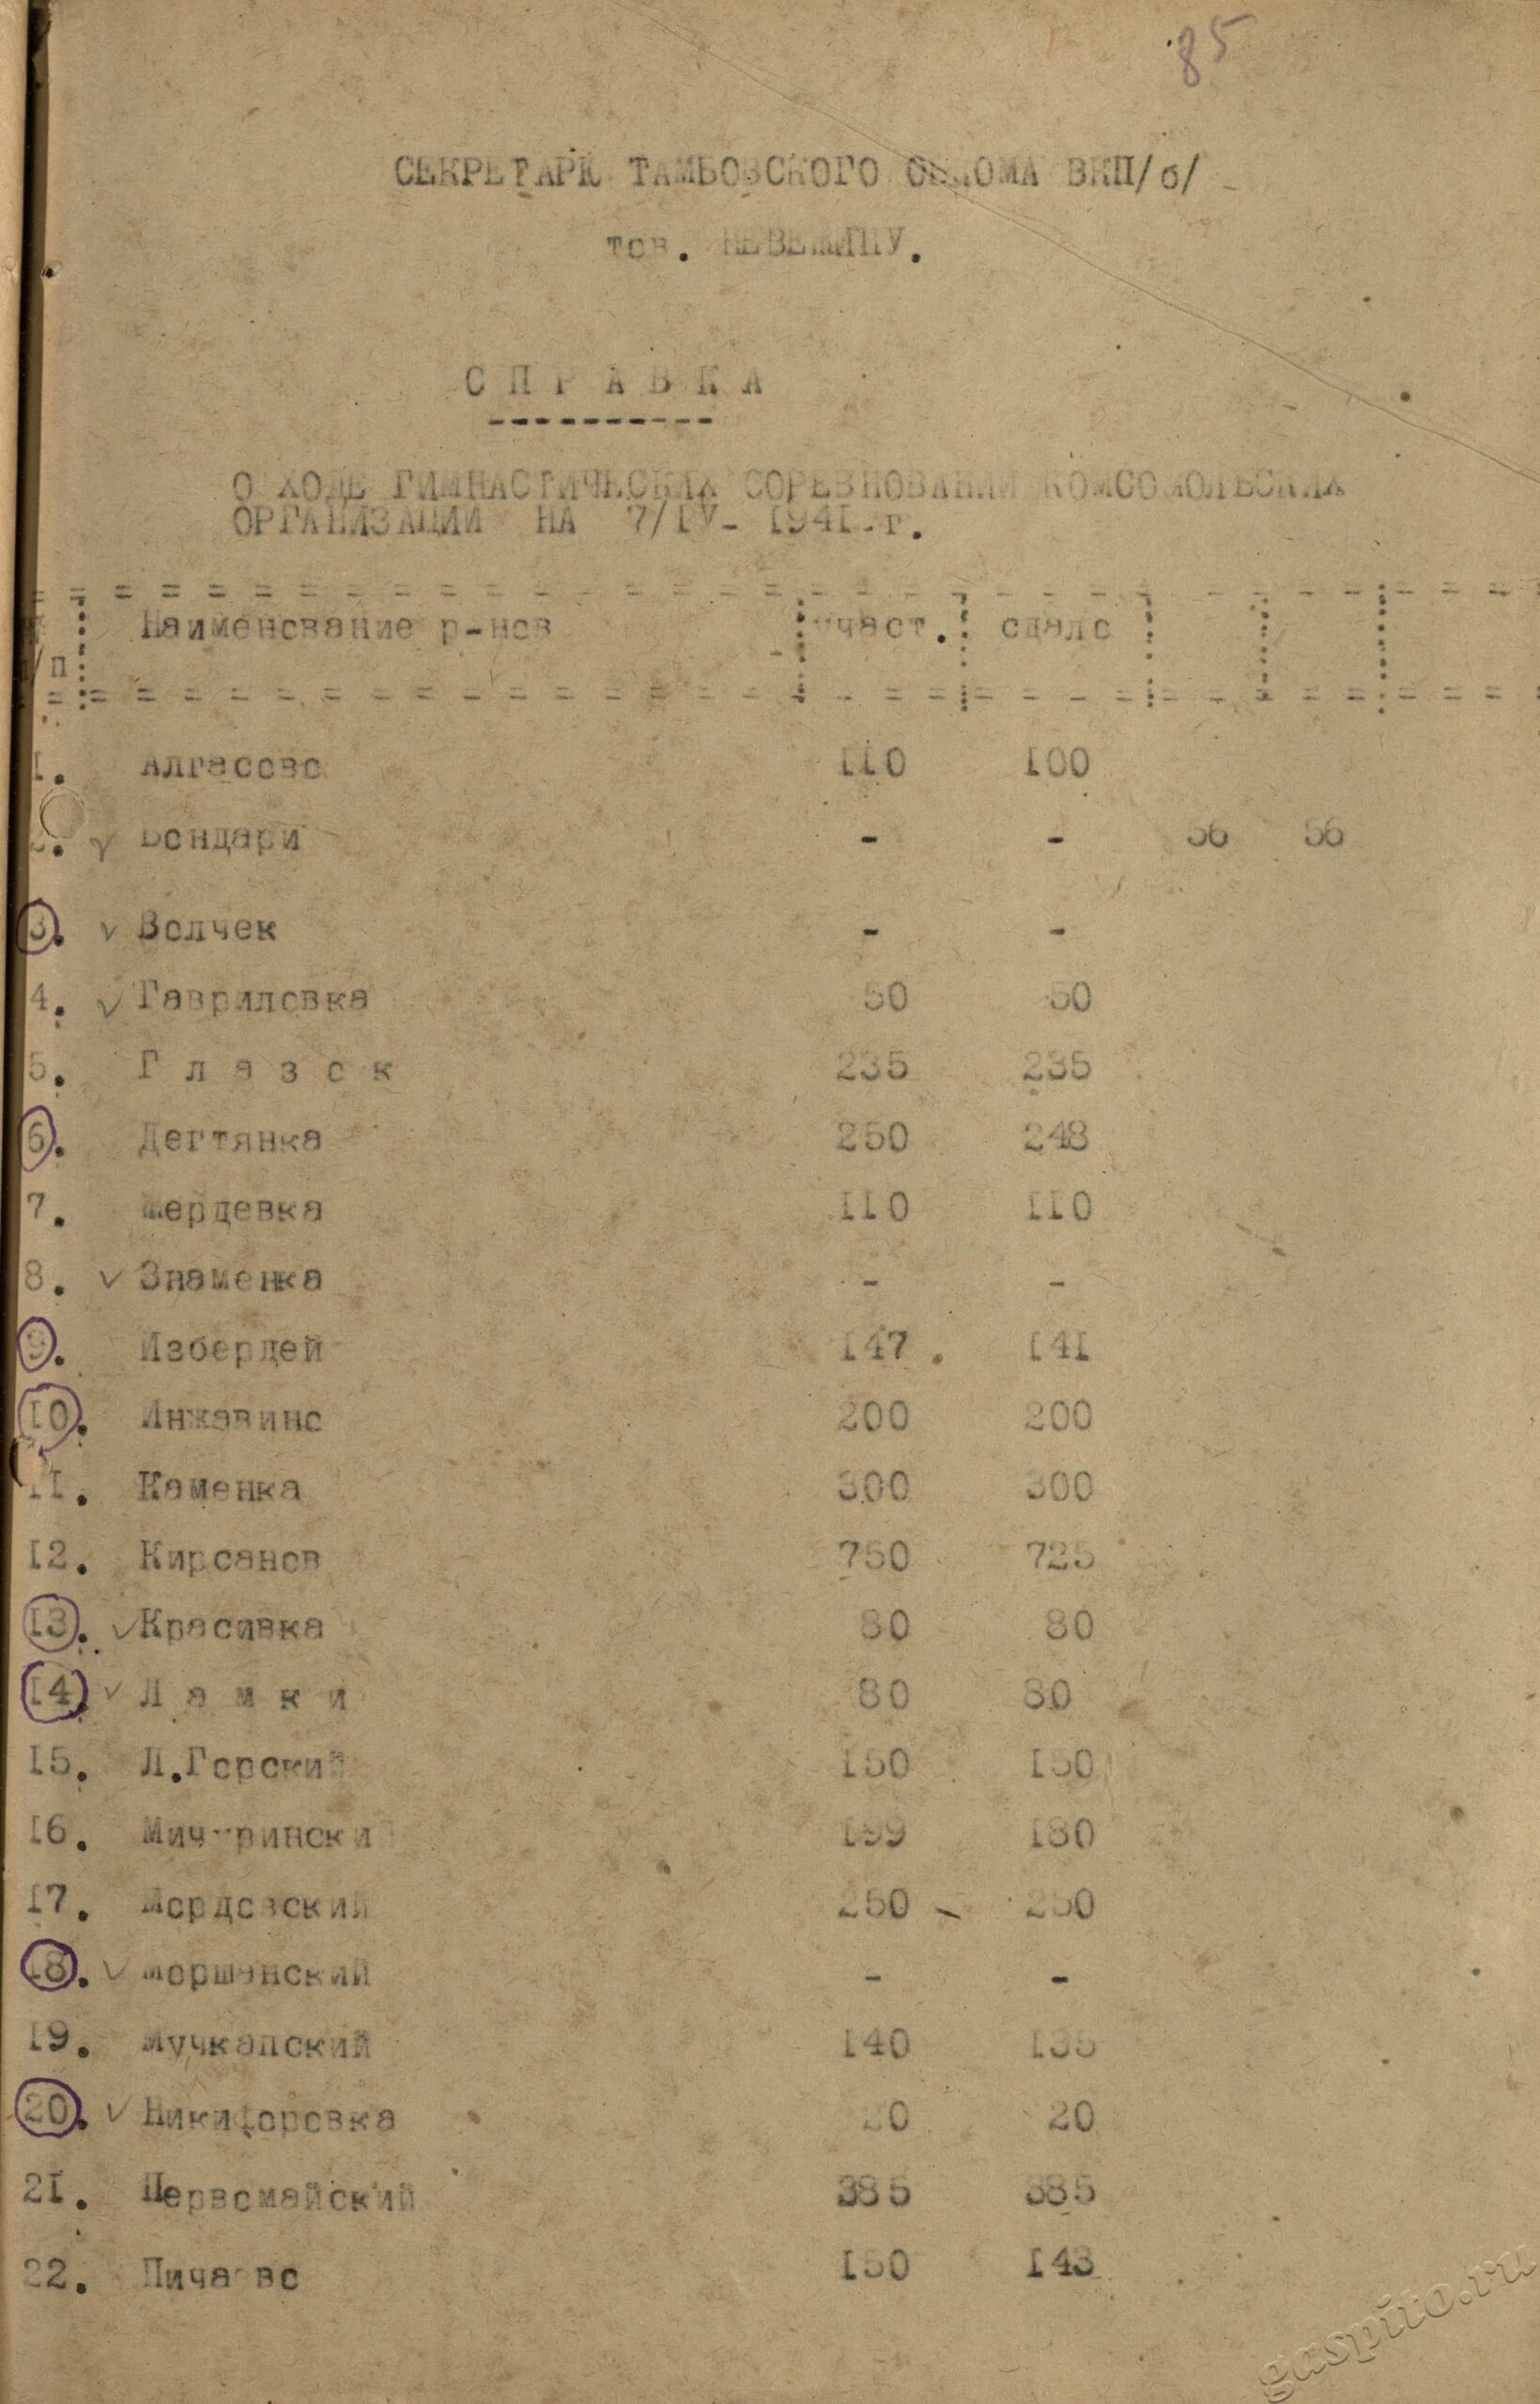 85
СЕКРЕТАРЮ ТАМБОВСКОГО ОБКОМА ВКП/б/
тов. НЕВЕЖИНУ.
С П Р А В К А
----------
О ХОДЕ ГИМНАСТИЧЕСКИХ СОРЕВНОВАНИЙ КОМСОМОЛЬСКИХ
ОРГАНИЗАЦИЙ НА 7/IV- 1941.г.
Наименование р-нов участ. сдало
/п
1. Алгасово 110 100
Бондари - - 56 56
3. Волчек - -
4. Гавриловка 50 50
5. Г л а з о к 235 235
6. Дегтянка 250 248
7. Жердевка 110 110
8. Знаменка - -
9. Избердей 147 141
10. Инжавино 200 200
11. Каменка 300 300
12. Кирсанов 750 725
13. Красивка 80 80
14. Л а м к и 80 80
15. Л.Горский 150 150
16. Мичурински 199 180
17. Мордовский 250 250
18. Моршанский - -
19. Мучкапский 140 135
20. Никифоровка 20 20
21. Первомайский 385 385
22. Пичаево 150 143
gaspito.ru